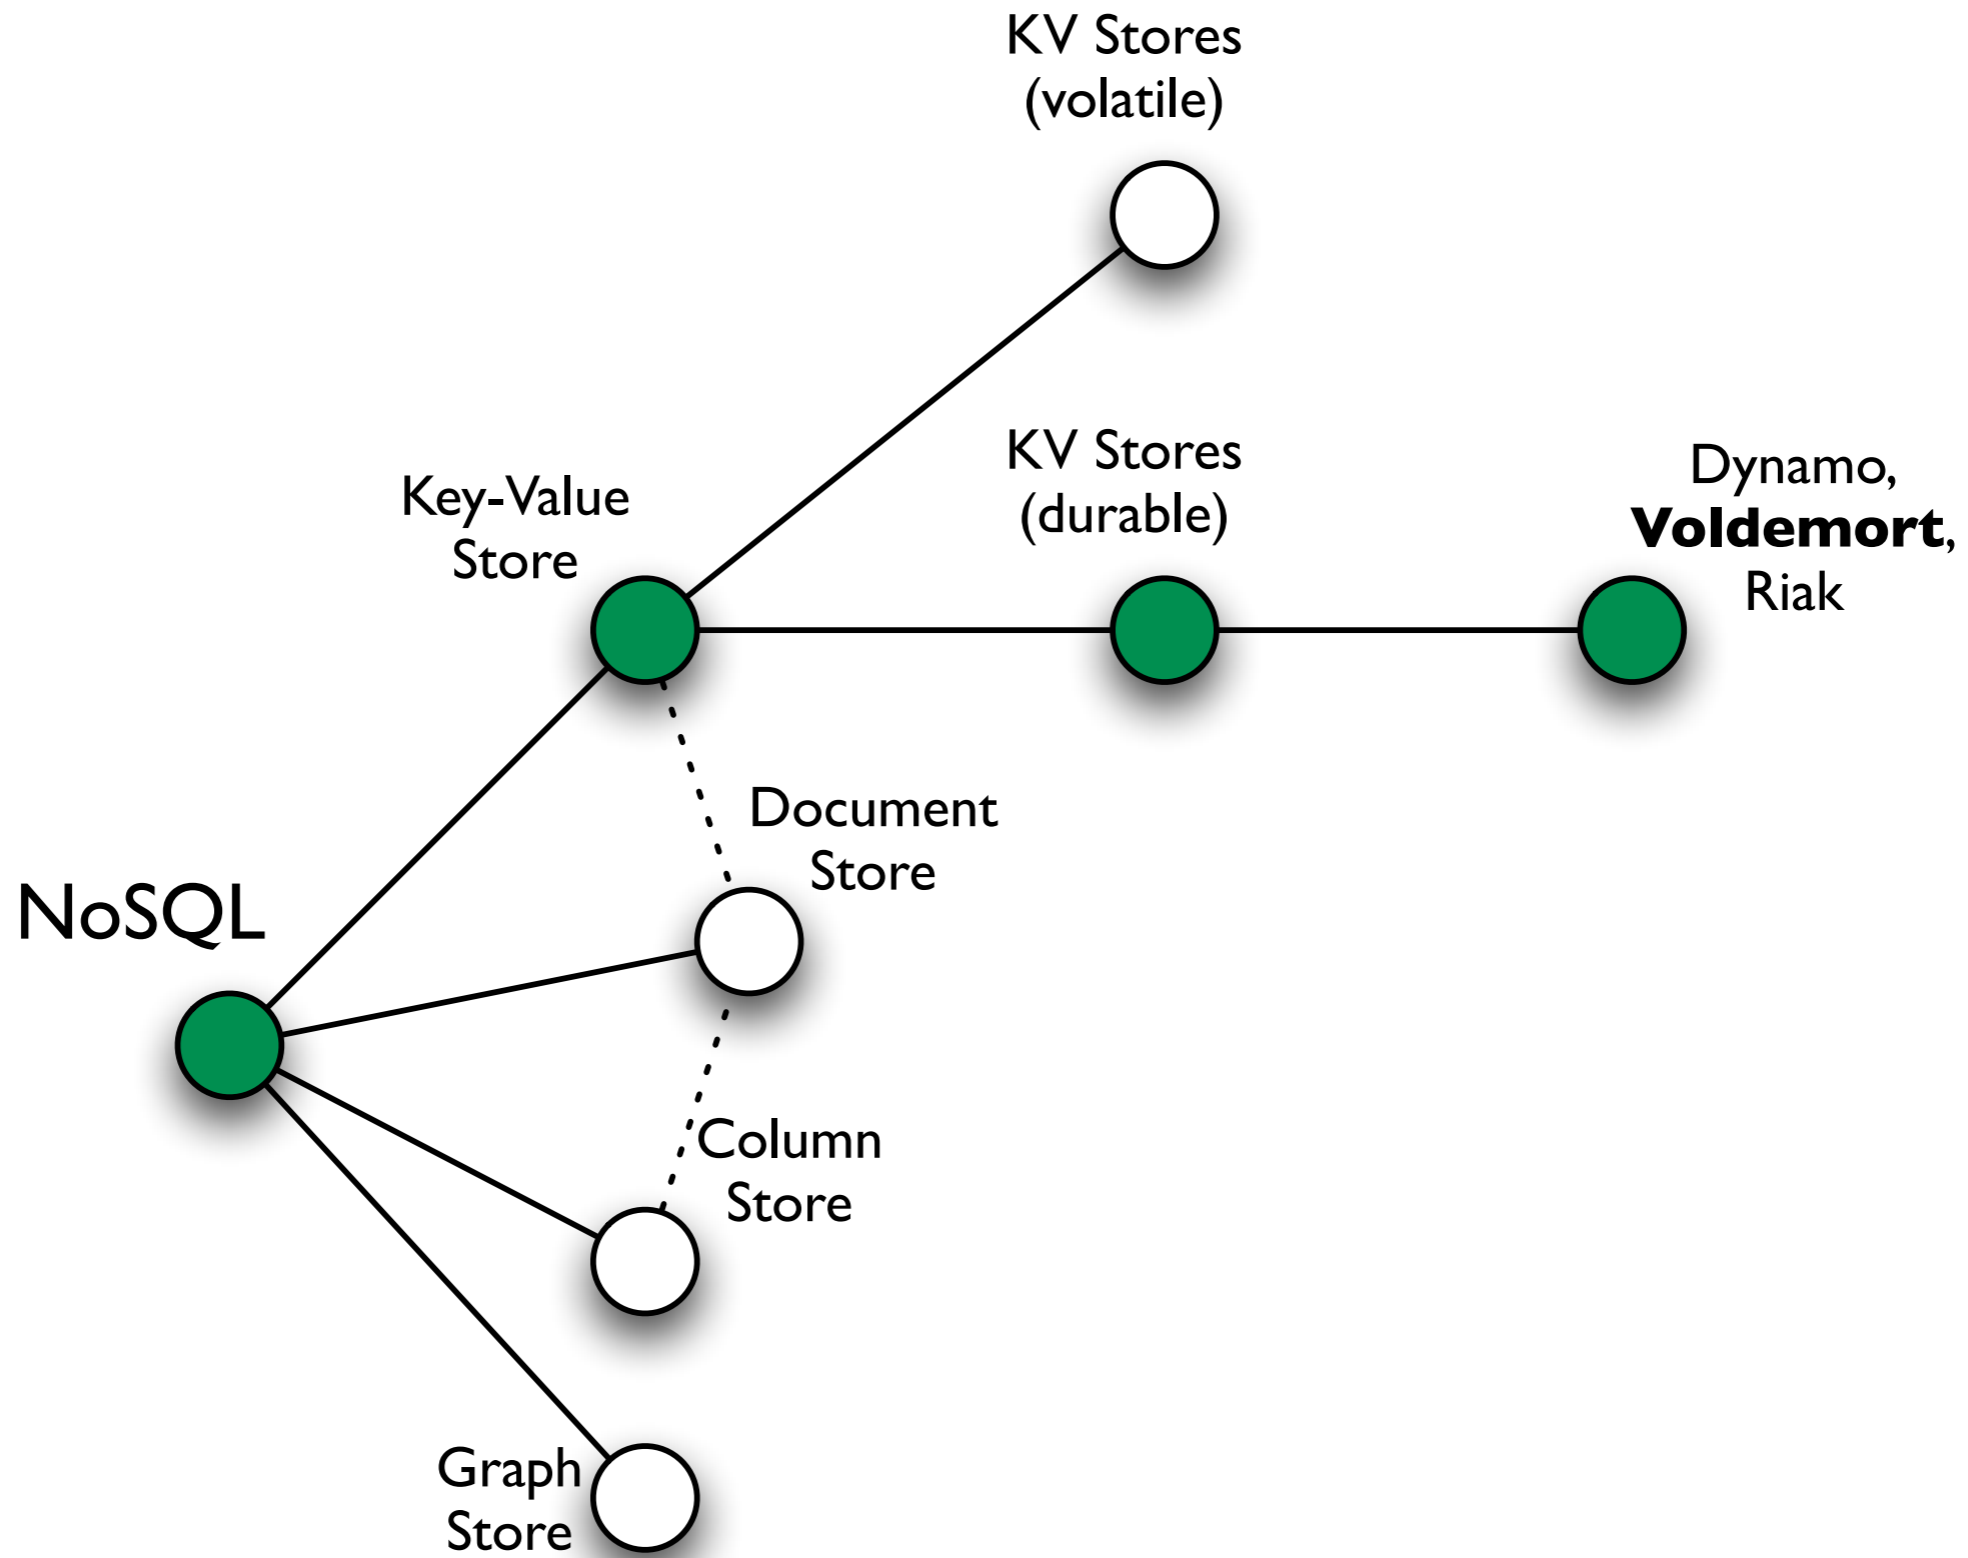 KV Stores
(volatile)
KV Stores
(durable)
Dynamo,
Voldemort,
Riak
Key-Value
Store
Document
Store
NoSQL
Column
Store
Graph
Store